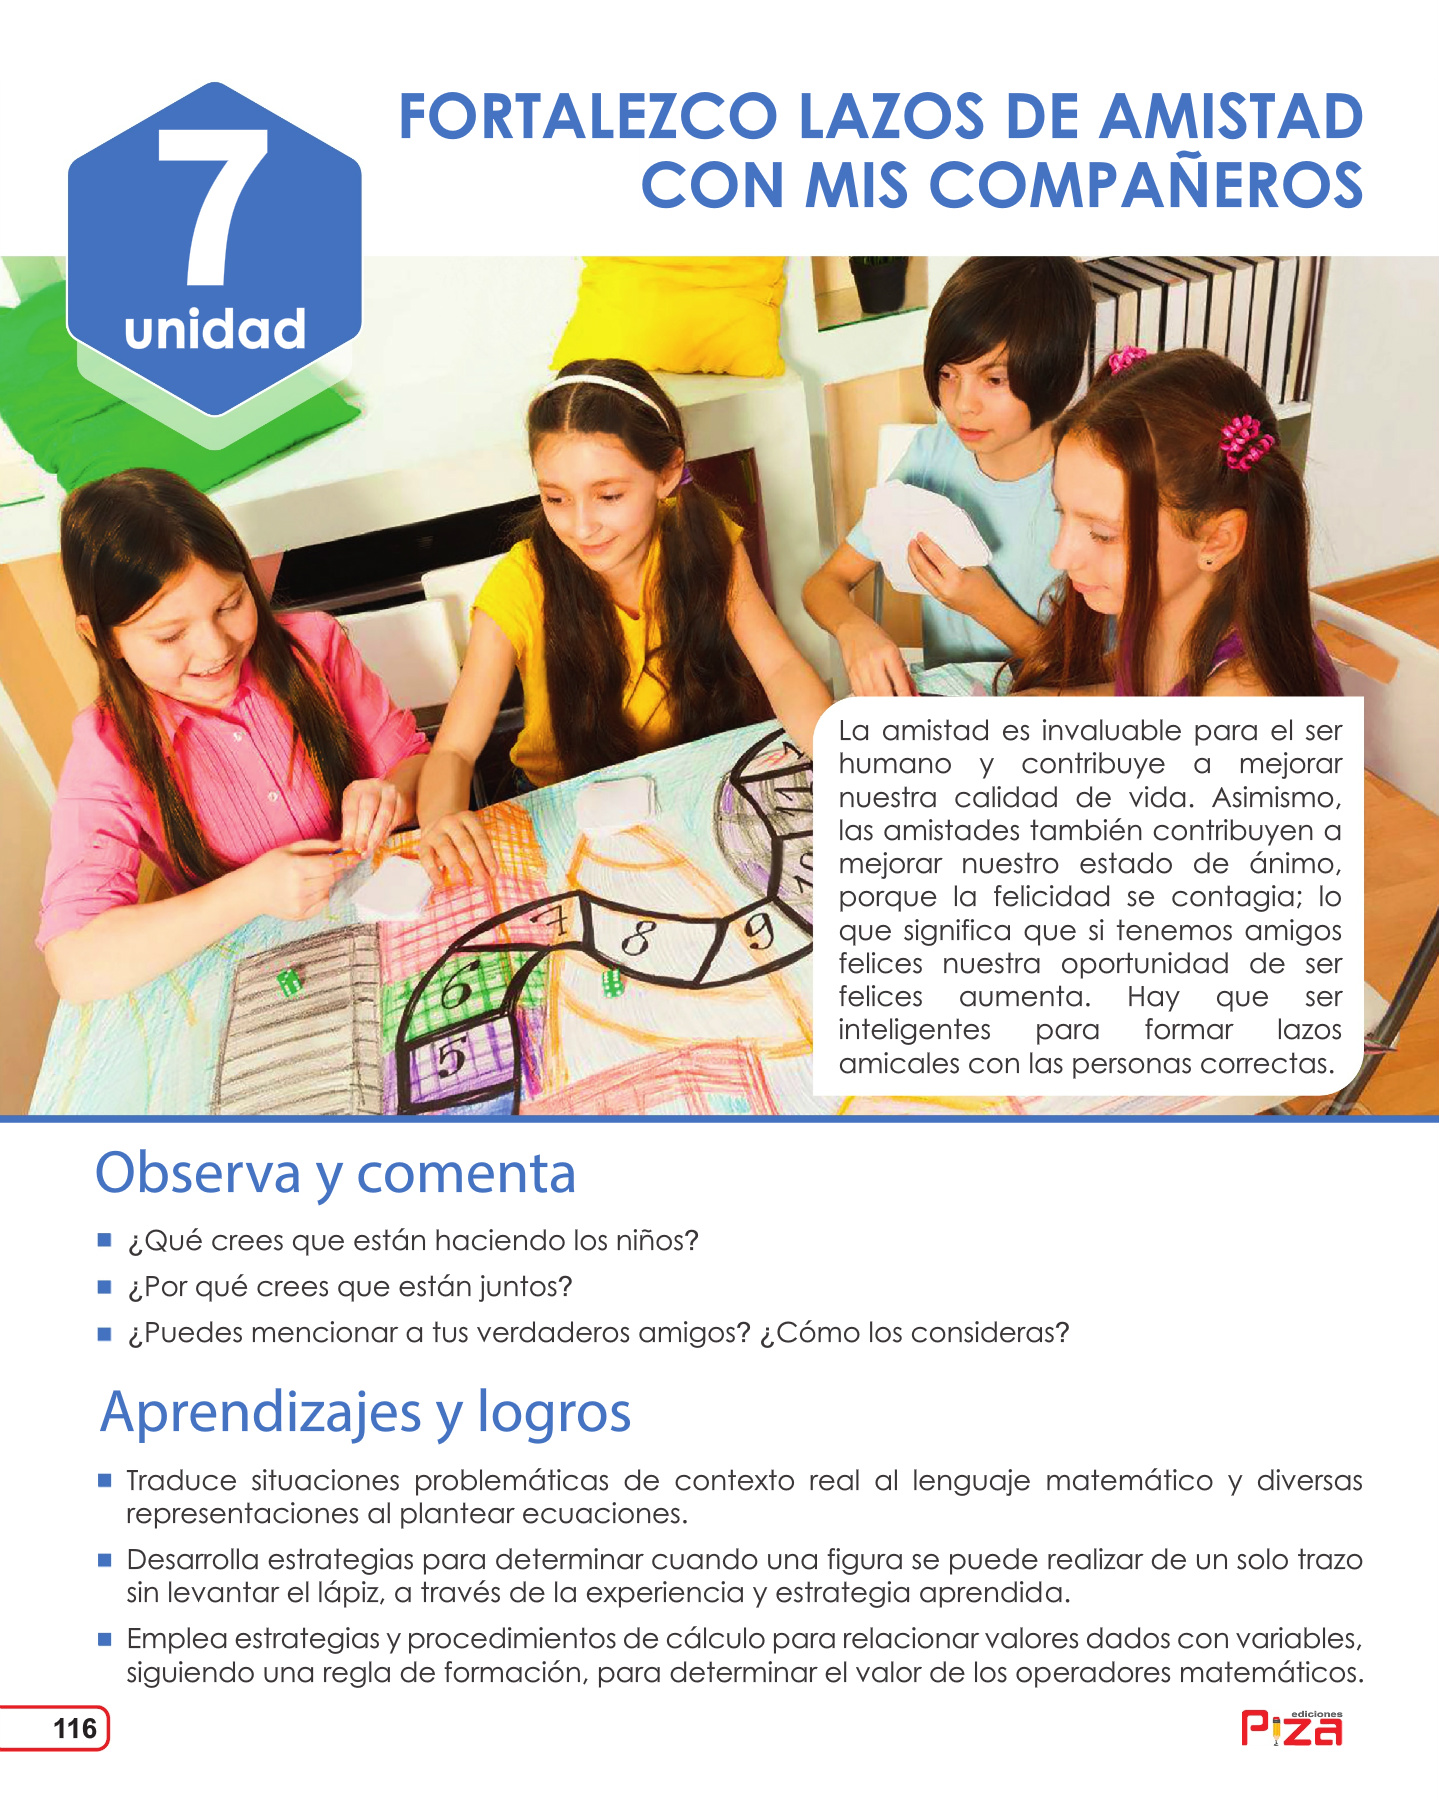 7
unidad
FORTALEZCO LAZOS DE AMISTAD
CON MIS COMPAÑEROS
7
8
9
10
11
6
5
La amistad es invaluable para el ser
humano y contribuye a mejorar
nuestra calidad de vida. Asimismo,
las amistades también contribuyen a
mejorar nuestro estado de ánimo,
porque la felicidad se contagia; lo
que significa que si tenemos amigos
felices nuestra oportunidad de ser
felices aumenta. Hay que ser
inteligentes para formar lazos
amicales con las personas correctas.
Observa y comenta
¿Qué crees que están haciendo los niños?
¿Por qué crees que están juntos?
¿Puedes mencionar a tus verdaderos amigos? ¿Cómo los consideras?
Aprendizajes y logros
Traduce situaciones problemáticas de contexto real al lenguaje matemático y diversas
representaciones al plantear ecuaciones.
Desarrolla estrategias para determinar cuando una figura se puede realizar de un solo trazo
sin levantar el lápiz, a través de la experiencia y estrategia aprendida.
Emplea estrategias y procedimientos de cálculo para relacionar valores dados con variables,
siguiendo una regla de formación, para determinar el valor de los operadores matemáticos.
116
ediciones
Piza